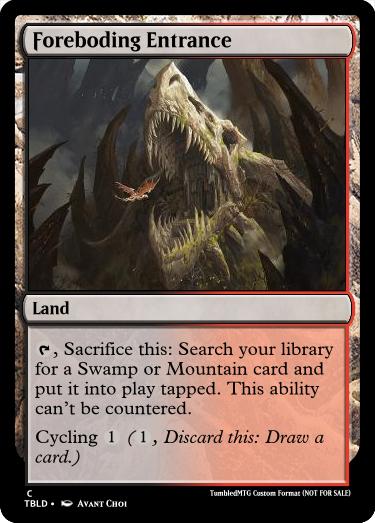 Foreboding Entrance
Land
, Sacrifice this: Search your library
for a Swamp or Mountain card and
put it into play tapped. This ability
can't be countered.
Cycling 1 ( 1 , Discard this: Draw a
card.)
C
TBLD • Avant Choi
TumbledMTG Custom Format (NOT FOR SALE)